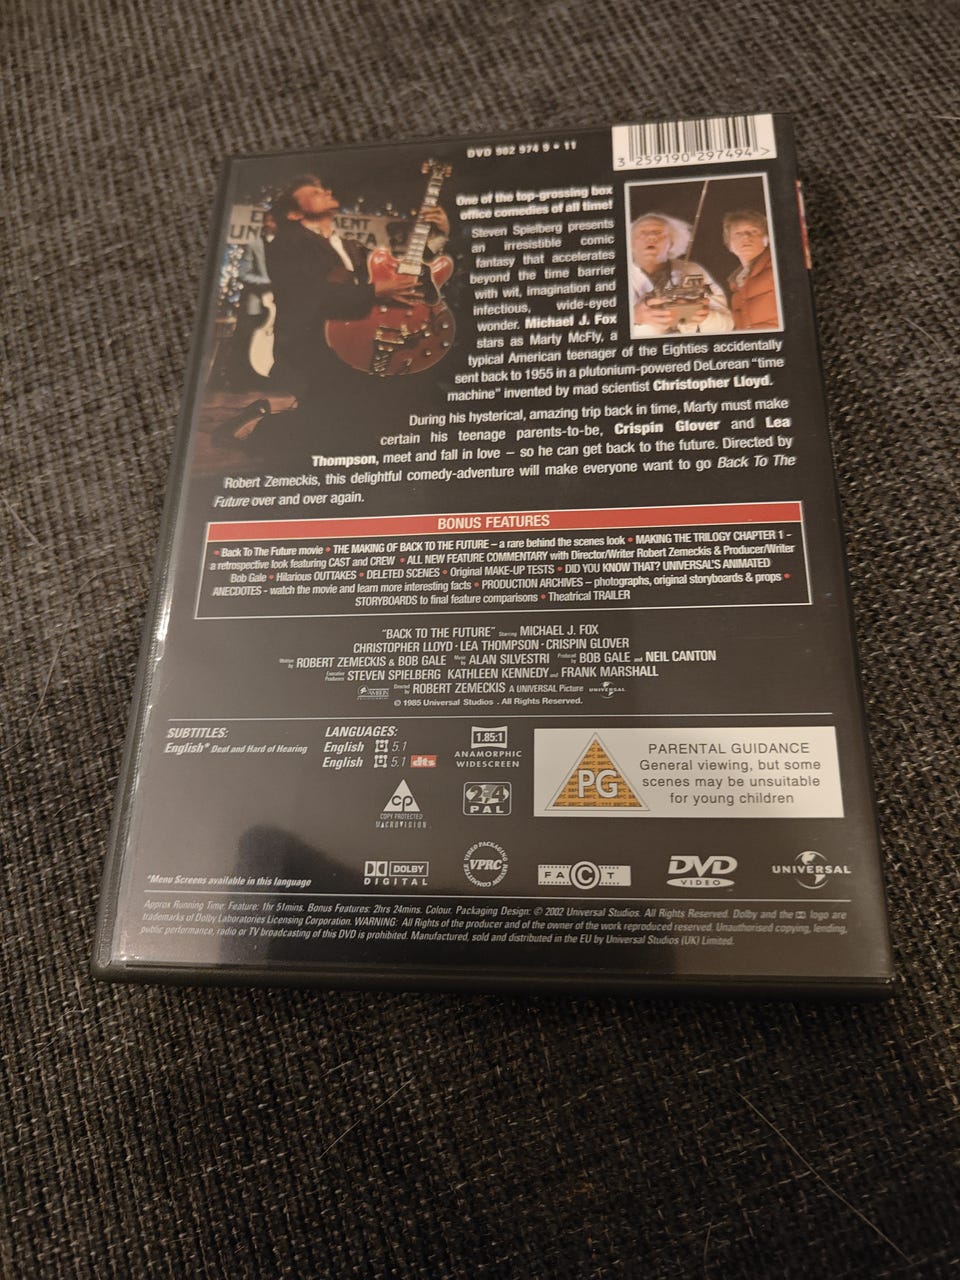 DVD 902 974 9 • 11
3 259190 297494 >
One of the top-grossing box
office comedies of all time!
Steven Spielberg presents
an irresistible comic
fantasy that accelerates
beyond the time barrier
with wit, imagination and
infectious, wide-eyed
wonder. Michael J. Fox
stars as Marty McFly, a
typical American teenager of the Eighties accidentally
sent back to 1955 in a plutonium-powered DeLorean "time
machine" invented by mad scientist Christopher Lloyd.
During his hysterical, amazing trip back in time, Marty must make
certain his teenage parents-to-be, Crispin Glover and Lea
Thompson, meet and fall in love – so he can get back to the future. Directed by
Robert Zemeckis, this delightful comedy-adventure will make everyone want to go Back To The
Future over and over again.
BONUS FEATURES
• Back To The Future movie • THE MAKING OF BACK TO THE FUTURE – a rare behind the scenes look • MAKING THE TRILOGY CHAPTER 1 -
a retrospective look featuring CAST and CREW • ALL NEW FEATURE COMMENTARY with Director/Writer Robert Zemeckis & Producer/Writer
Bob Gale • Hilarious OUTTAKES • DELETED SCENES • Original MAKE-UP TESTS • DID YOU KNOW THAT? UNIVERSAL'S ANIMATED
ANECDOTES - watch the movie and learn more interesting facts • PRODUCTION ARCHIVES – photographs, original storyboards & props •
STORYBOARDS to final feature comparisons • Theatrical TRAILER
"BACK TO THE FUTURE" Starring MICHAEL J. FOX
CHRISTOPHER LLOYD · LEA THOMPSON · CRISPIN GLOVER
Written by ROBERT ZEMECKIS & BOB GALE Music by ALAN SILVESTRI Produced by BOB GALE and NEIL CANTON
Executive Producers STEVEN SPIELBERG KATHLEEN KENNEDY and FRANK MARSHALL
AMBLIN Directed by ROBERT ZEMECKIS A UNIVERSAL Picture UNIVERSAL
© 1985 Universal Studios . All Rights Reserved.
SUBTITLES:
English* Deaf and Hard of Hearing
LANGUAGES:
English 5.1
English 5.1 dts
1.85:1
ANAMORPHIC
WIDESCREEN
PG
PARENTAL GUIDANCE
General viewing, but some
scenes may be unsuitable
for young children
CP
COPY PROTECTED
MACROVISION
2,4
PAL
*Menu Screens available in this language
DOLBY
DIGITAL
VIDEO PACKAGING REVIEW COMMITTEE
VPRC
FACT
DVD
VIDEO
UNIVERSAL
Approx Running Time: Feature: 1hr 51mins. Bonus Features: 2hrs 24mins. Colour. Packaging Design: © 2002 Universal Studios. All Rights Reserved. Dolby and the logo are
trademarks of Dolby Laboratories Licensing Corporation. WARNING: All Rights of the producer and of the owner of the work reproduced reserved. Unauthorised copying, lending,
public performance, radio or TV broadcasting of this DVD is prohibited. Manufactured, sold and distributed in the EU by Universal Studios (UK) Limited.